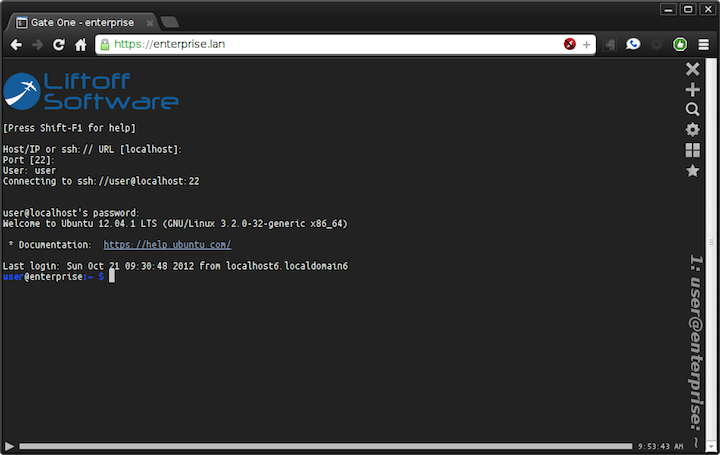 Gate One - enterprise
https://enterprise.lan
Liftoff
Software
[Press Shift-F1 for help]
Host/IP or ssh:// URL [localhost]:
Port [22]:
User: user
Connecting to ssh://user@localhost:22
user@localhost's password:
Welcome to Ubuntu 12.04.1 LTS (GNU/Linux 3.2.0-32-generic x86_64)
* Documentation: https://help.ubuntu.com/
Last login: Sun Oct 21 09:30:48 2012 from localhost6.localdomain6
user@enterprise:~ $
1: user@enterprise: ~
9:53:43 AM